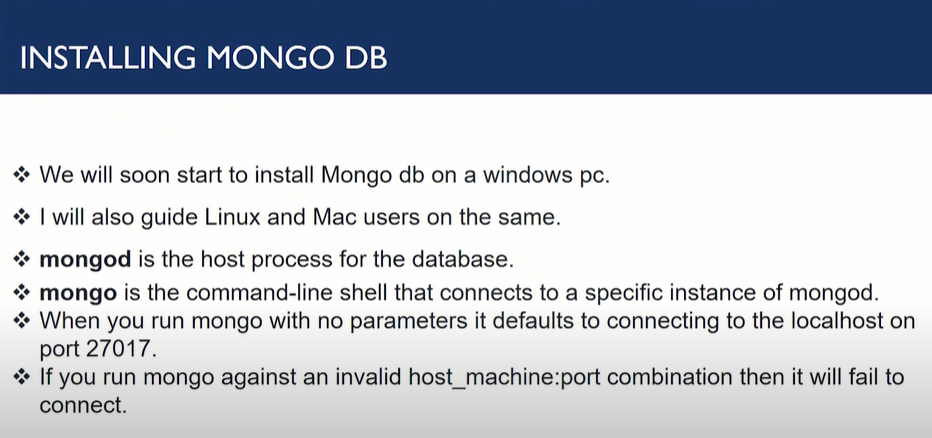 INSTALLING MONGO DB
❖ We will soon start to install Mongo db on a windows pc.
❖ I will also guide Linux and Mac users on the same.
❖ mongod is the host process for the database.
❖ mongo is the command-line shell that connects to a specific instance of mongod.
❖ When you run mongo with no parameters it defaults to connecting to the localhost on
port 27017.
❖ If you run mongo against an invalid host_machine:port combination then it will fail to
connect.